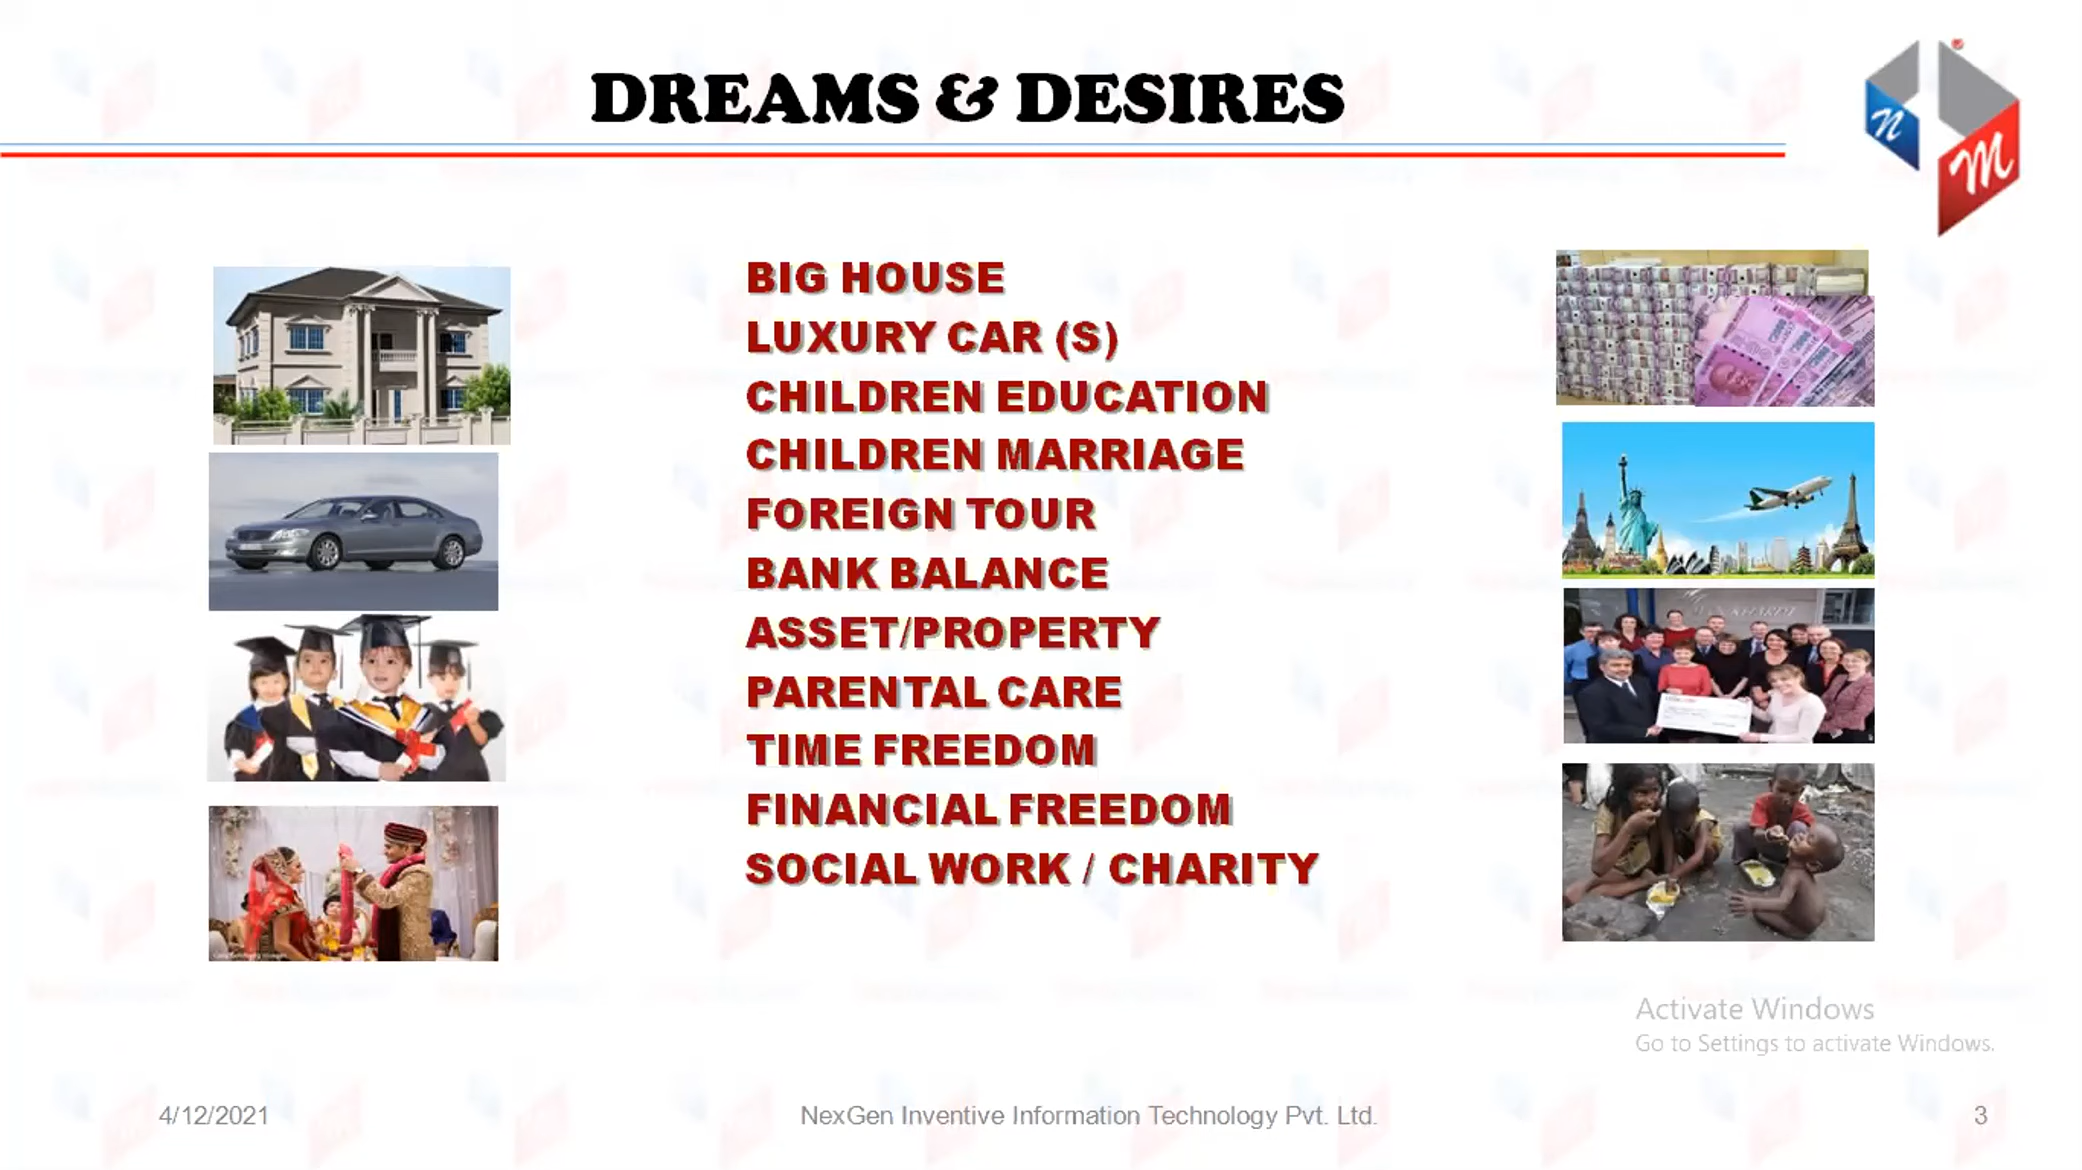 DREAMS & DESIRES
n
m
BIG HOUSE
LUXURY CAR (S)
CHILDREN EDUCATION
CHILDREN MARRIAGE
FOREIGN TOUR
BANK BALANCE
ASSET/PROPERTY
PARENTAL CARE
TIME FREEDOM
FINANCIAL FREEDOM
SOCIAL WORK / CHARITY
Activate Windows
Go to Settings to activate Windows.
4/12/2021
NexGen Inventive Information Technology Pvt. Ltd.
3